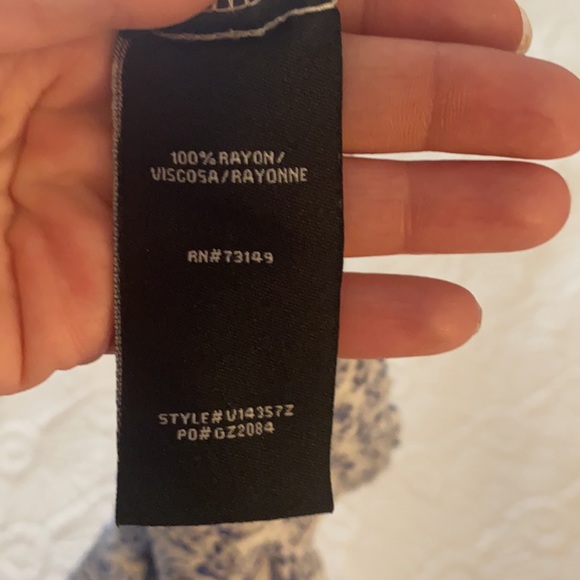 100% RAYON/
VISCOSA/RAYONNE
RN#73149
STYLE#U14357Z
PO#GZ2084